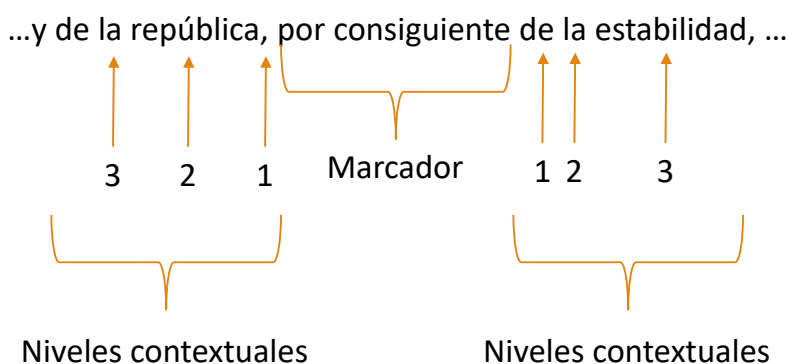 …y de la república, por consiguiente de la estabilidad, …
3 2 1 Marcador 1 2 3
Niveles contextuales Niveles contextuales